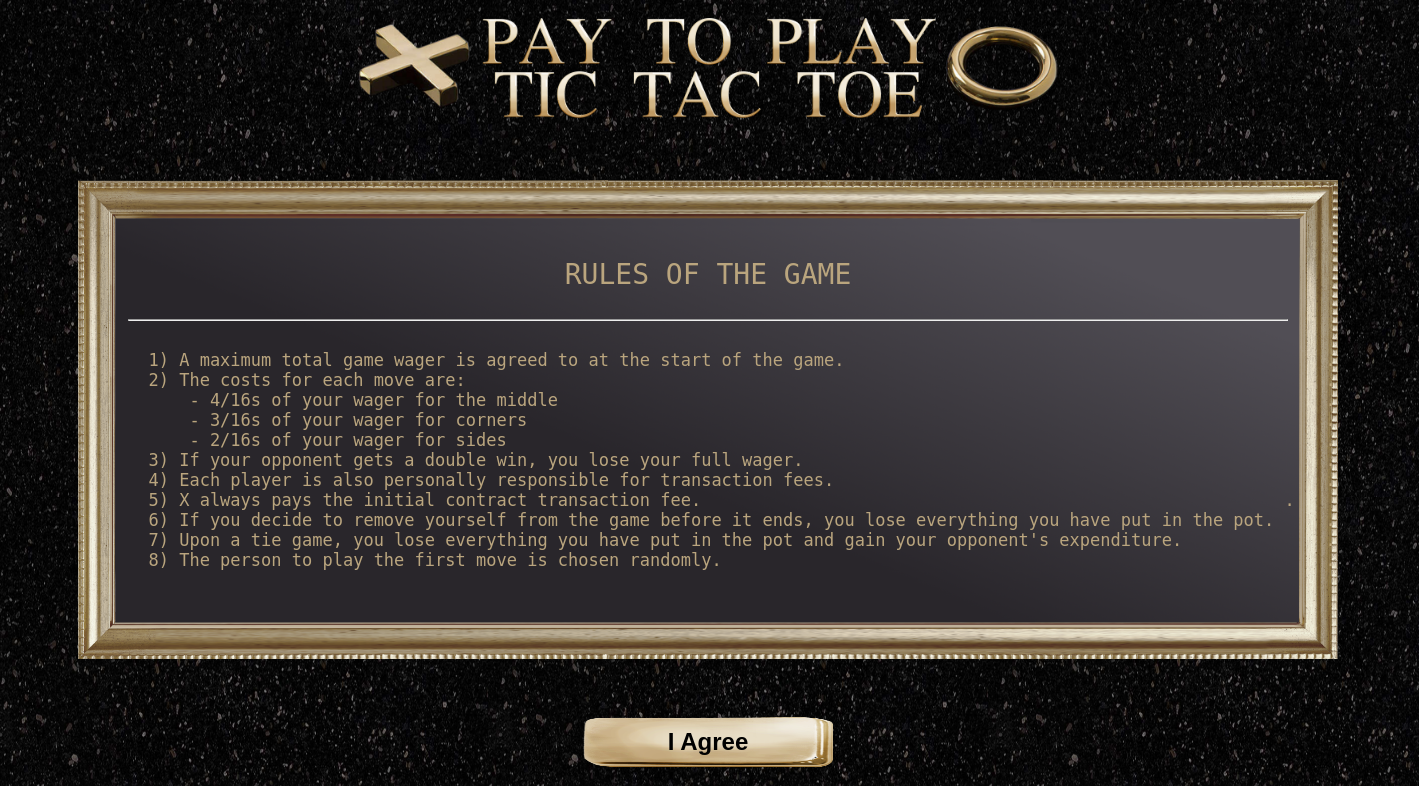 PAY TO PLAY
TIC TAC TOE
RULES OF THE GAME
1) A maximum total game wager is agreed to at the start of the game.
2) The costs for each move are:
- 4/16s of your wager for the middle
- 3/16s of your wager for corners
- 2/16s of your wager for sides
3) If your opponent gets a double win, you lose your full wager.
4) Each player is also personally responsible for transaction fees.
5) X always pays the initial contract transaction fee. .
6) If you decide to remove yourself from the game before it ends, you lose everything you have put in the pot.
7) Upon a tie game, you lose everything you have put in the pot and gain your opponent's expenditure.
8) The person to play the first move is chosen randomly.
I Agree